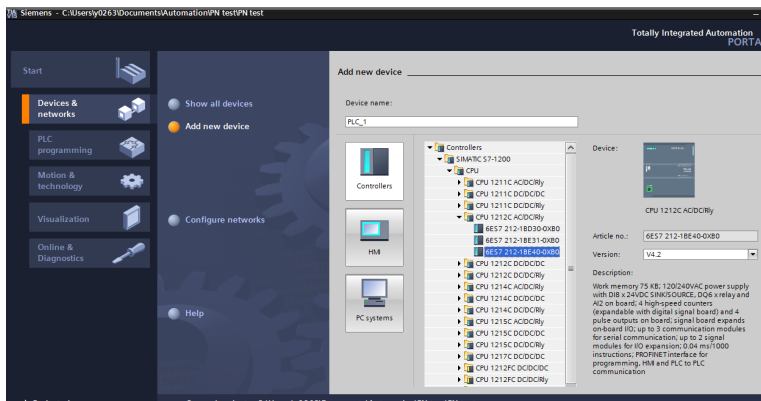 Siemens - C:\Users\y0263\Documents\Automation\PN test\PN test
Totally Integrated Automation
PORTA
Start
Devices &
networks
PLC
programming
Motion &
technology
Visualization
Online &
Diagnostics
Show all devices
Add new device
Configure networks
Help
Add new device
Device name:
PLC_1
Controllers
HMI
PC systems
Controllers
SIMATIC S7-1200
CPU
CPU 1211C AC/DC/Rly
CPU 1211C DC/DC/DC
CPU 1211C DC/DC/Rly
CPU 1212C AC/DC/Rly
6ES7 212-1BD30-0XB0
6ES7 212-1BE31-0XB0
6ES7 212-1BE40-0XB0
CPU 1212C DC/DC/DC
CPU 1212C DC/DC/Rly
CPU 1214C AC/DC/Rly
CPU 1214C DC/DC/DC
CPU 1214C DC/DC/Rly
CPU 1215C AC/DC/Rly
CPU 1215C DC/DC/DC
CPU 1215C DC/DC/Rly
CPU 1217C DC/DC/DC
CPU 1212FC DC/DC/DC
CPU 1212FC DC/DC/Rly
Device:
CPU 1212C AC/DC/Rly
Article no.:
6ES7 212-1BE40-0XB0
Version:
V4.2
Description:
Work memory 75 KB; 120/240VAC power supply
with DI8 x 24VDC SINK/SOURCE, DQ6 x relay and
AI2 on board; 4 high-speed counters
(expandable with digital signal board) and 4
pulse outputs on board; signal board expands
on-board I/O; up to 3 communication modules
for serial communication; up to 2 signal
modules for I/O expansion; 0.04 ms/1000
instructions; PROFINET interface for
programming, HMI and PLC to PLC
communication